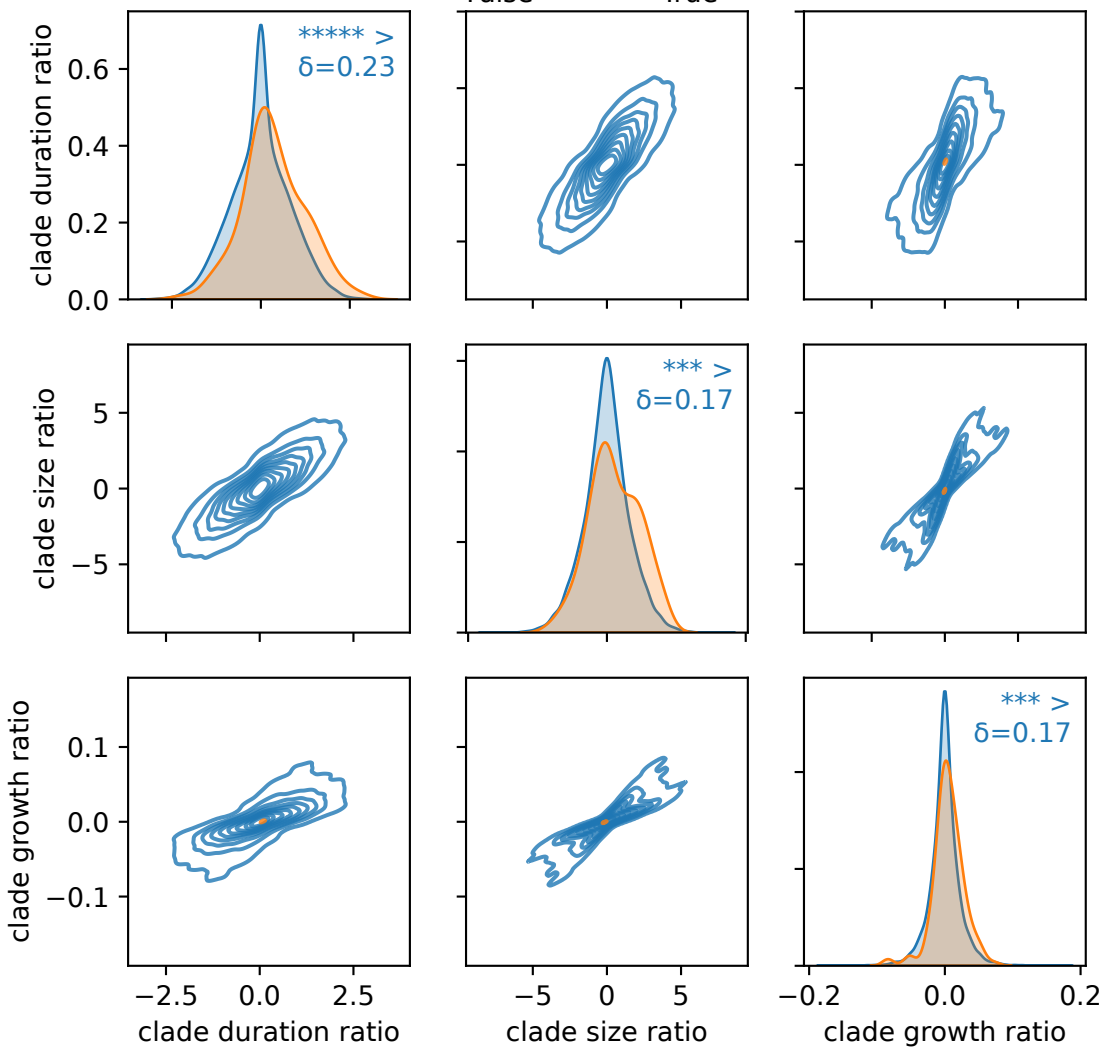 clade duration ratio
0.6
0.4
0.2
0.0
***** >
δ=0.23
clade size ratio
5
0
−5
*** >
δ=0.17
clade growth ratio
0.1
0.0
−0.1
*** >
δ=0.17
−2.5 0.0 2.5
−5 0 5
−0.2 0.0 0.2
clade duration ratio
clade size ratio
clade growth ratio